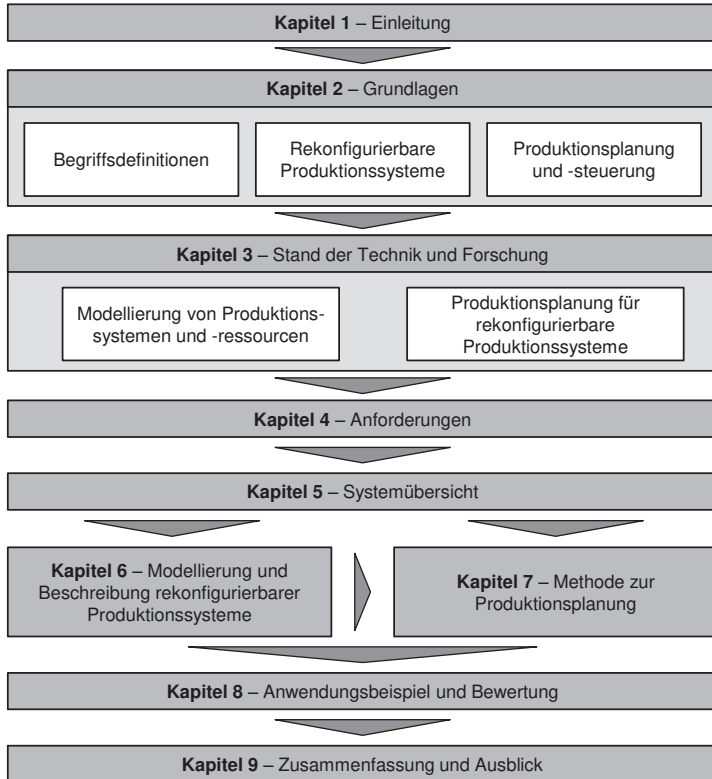 Kapitel 1 – Einleitung
Kapitel 2 – Grundlagen
Begriffsdefinitionen
Rekonfigurierbare
Produktionssysteme
Produktionsplanung
und -steuerung
Kapitel 3 – Stand der Technik und Forschung
Modellierung von Produktions-
systemen und -ressourcen
Produktionsplanung für
rekonfigurierbare
Produktionssysteme
Kapitel 4 – Anforderungen
Kapitel 5 – Systemübersicht
Kapitel 6 – Modellierung und
Beschreibung rekonfigurierbarer
Produktionssysteme
Kapitel 7 – Methode zur
Produktionsplanung
Kapitel 8 – Anwendungsbeispiel und Bewertung
Kapitel 9 – Zusammenfassung und Ausblick